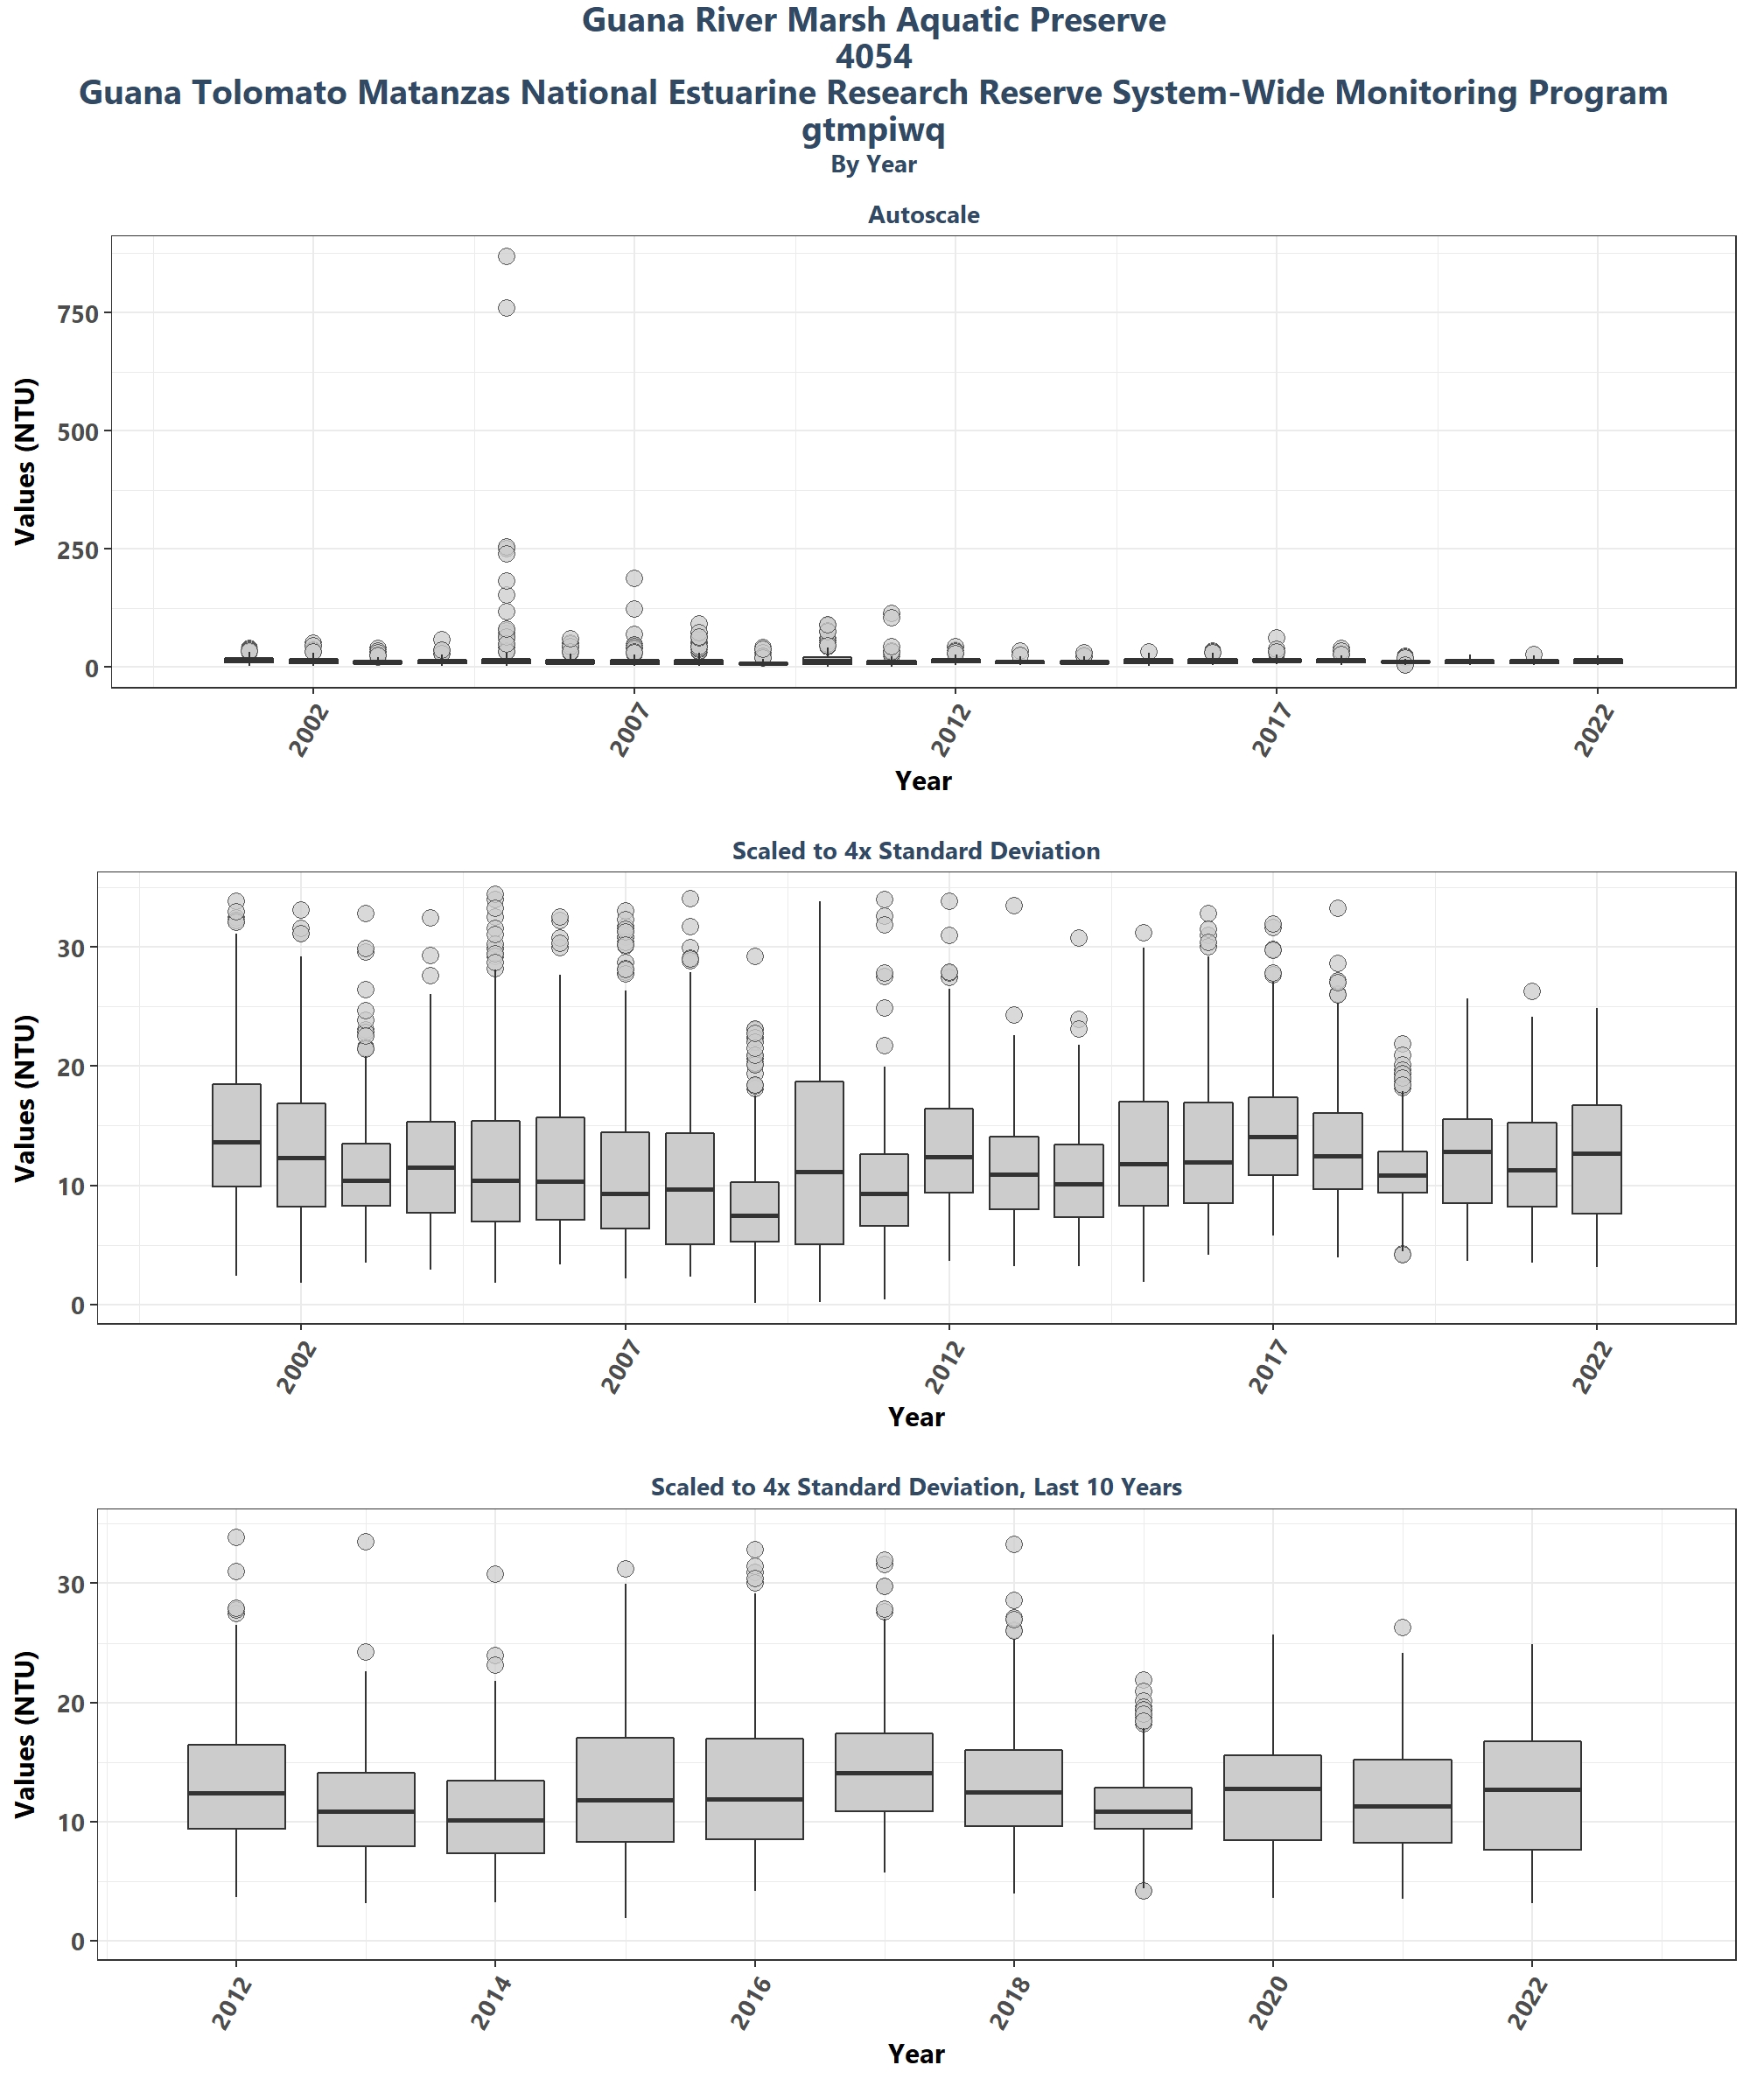 Guana River Marsh Aquatic Preserve
4054
Guana Tolomato Matanzas National Estuarine Research Reserve System-Wide Monitoring Program
gtmpiwq
By Year
Autoscale
Values (NTU)
750
500
250
0
2002
2007
2012
2017
2022
Year
Scaled to 4x Standard Deviation
Values (NTU)
30
20
10
0
2002
2007
2012
2017
2022
Year
Scaled to 4x Standard Deviation, Last 10 Years
Values (NTU)
30
20
10
0
2012
2014
2016
2018
2020
2022
Year